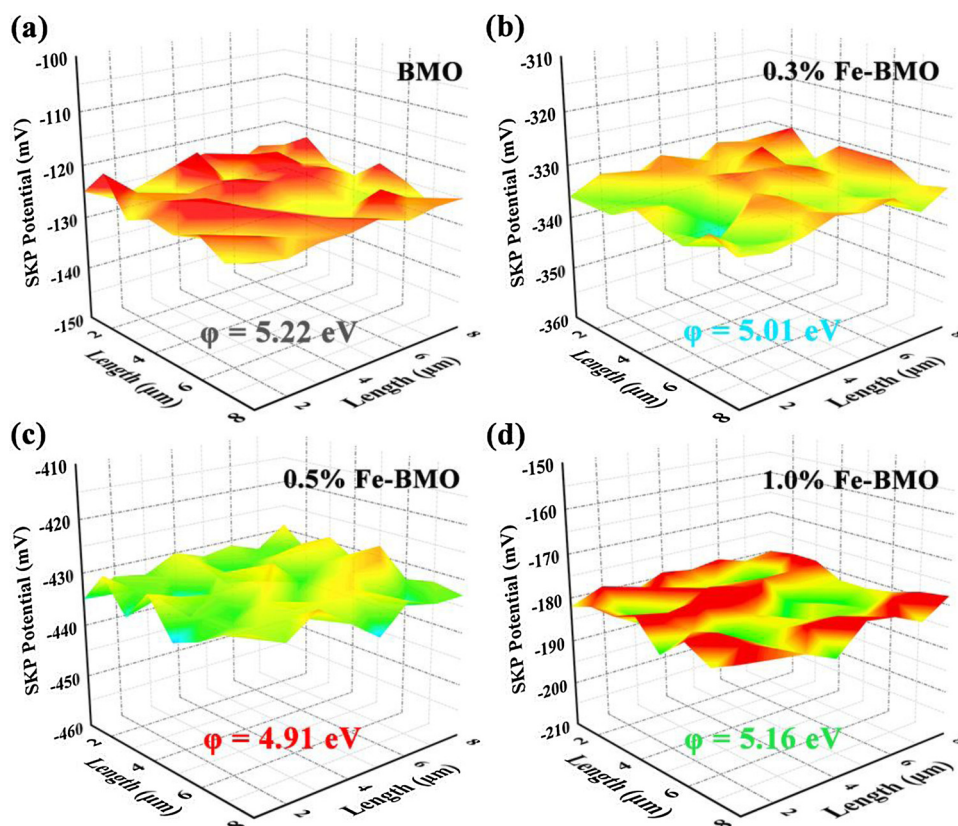 (a)
BMO
SKP Potential (mV)
-100
-110
-120
-130
-140
-150
2
4
6
8
Length (μm)
2
4
6
8
Length (μm)
φ = 5.22 eV
(b)
0.3% Fe-BMO
SKP Potential (mV)
-310
-320
-330
-340
-350
-360
2
4
6
8
Length (μm)
2
4
6
Length (μm)
φ = 5.01 eV
(c)
0.5% Fe-BMO
SKP Potential (mV)
-410
-420
-430
-440
-450
-460
2
4
6
8
Length (μm)
2
4
6
8
Length (μm)
φ = 4.91 eV
(d)
1.0% Fe-BMO
SKP Potential (mV)
-150
-160
-170
-180
-190
-200
-210
2
4
6
8
Length (μm)
2
4
6
Length (μm)
φ = 5.16 eV